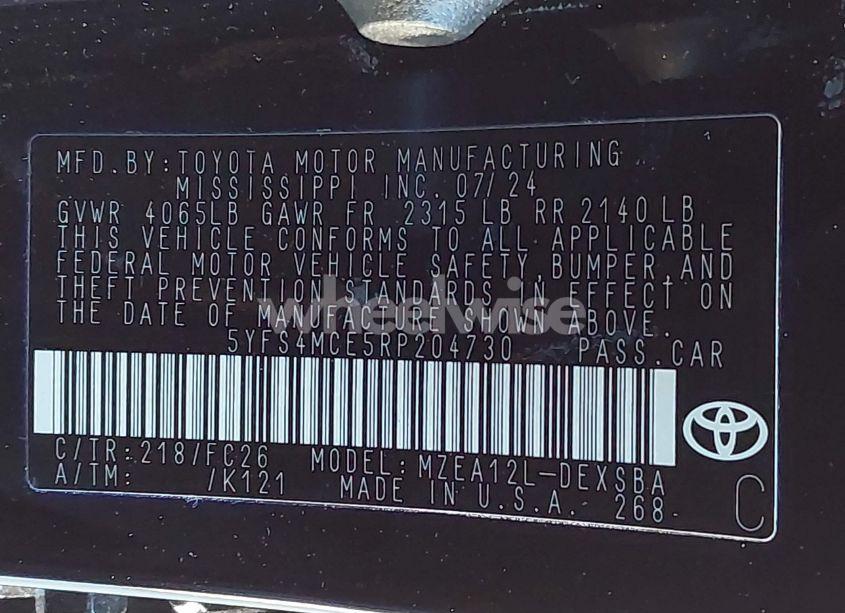 MFD. BY: TOYOTA MOTOR MANUFACTURING
MISSISSIPPI INC. 07/24
GVWR 4065LB GAWR FR 2315 LB RR 2140 LB
THIS VEHICLE CONFORMS TO ALL APPLICABLE
FEDERAL MOTOR VEHICLE SAFETY, BUMPER, AND
THEFT PREVENTION STANDARDS IN EFFECT ON
THE DATE OF MANUFACTURE SHOWN ABOVE.
wheelwise
5YFS4MCE5RP204730 PASS. CAR
C/TR: 218/FC26 MODEL: MZEA12L-DEXSBA
A/TM: /K121 MADE IN U.S.A. 268
C